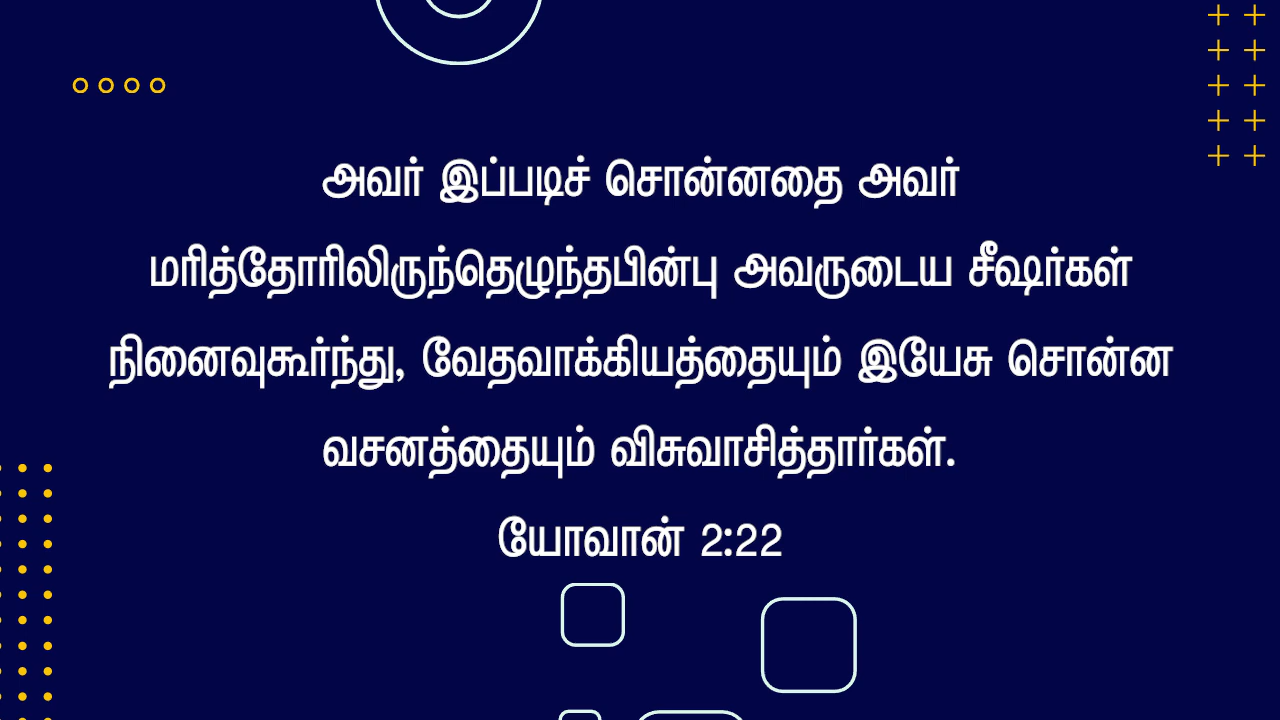 அவர் இப்படிச் சொன்னதை அவர்
மரித்தோரிலிருந்தெழுந்தபின்பு அவருடைய சீஷர்கள்
நினைவுகூர்ந்து, வேதவாக்கியத்தையும் இயேசு சொன்ன
வசனத்தையும் விசுவாசித்தார்கள்.
யோவான் 2:22